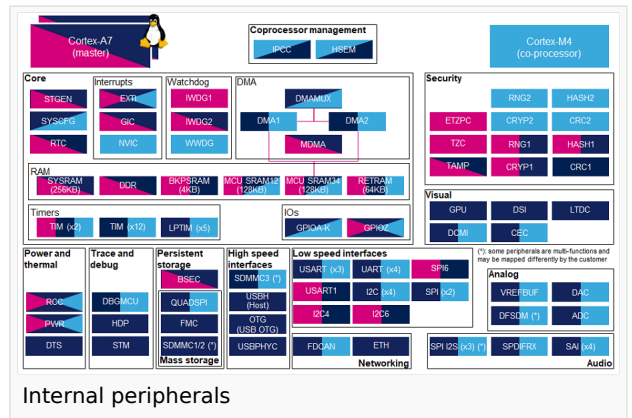 Cortex-A7
(master)
Coprocessor management
IPCC
HSEM
Cortex-M4
(co-processor)
Core
STGEN
SYSCFG
RTC
Interrupts
EXTI
GIC
NVIC
Watchdog
IWDG1
IWDG2
WWDG
DMA
DMAMUX
DMA1
DMA2
MDMA
Security
RNG2
HASH2
ETZPC
CRYP2
CRC2
TZC
RNG1
HASH1
TAMP
CRYP1
CRC1
RAM
SYSRAM
(256KB)
DDR
BKPSRAM
(4KB)
MCU SRAM12
(128KB)
MCU SRAM34
(128KB)
RETRAM
(64KB)
Timers
TIM (x2)
TIM (x12)
LPTIM (x5)
IOs
GPIOA-K
GPIOZ
Visual
GPU
DSI
LTDC
DCMI
CEC
Power and
thermal
RCC
PWR
DTS
Trace and
debug
DBGMCU
HDP
STM
Persistent
storage
BSEC
QUADSPI
FMC
SDMMC1/2 (*)
Mass storage
High speed
interfaces
SDMMC3 (*)
USBH
(Host)
OTG
(USB OTG)
USBPHYC
Low speed interfaces
USART (x3)
UART (x4)
SPI6
USART1
I2C (x4)
SPI (x2)
I2C4
I2C6
(*): some peripherals are multi-functions and
may be mapped differently by the customer
Analog
VREFBUF
DAC
DFSDM (*)
ADC
FDCAN
ETH
Networking
SPI I2S (x3) (*)
SPDIFRX
SAI (x4)
Audio
Internal peripherals